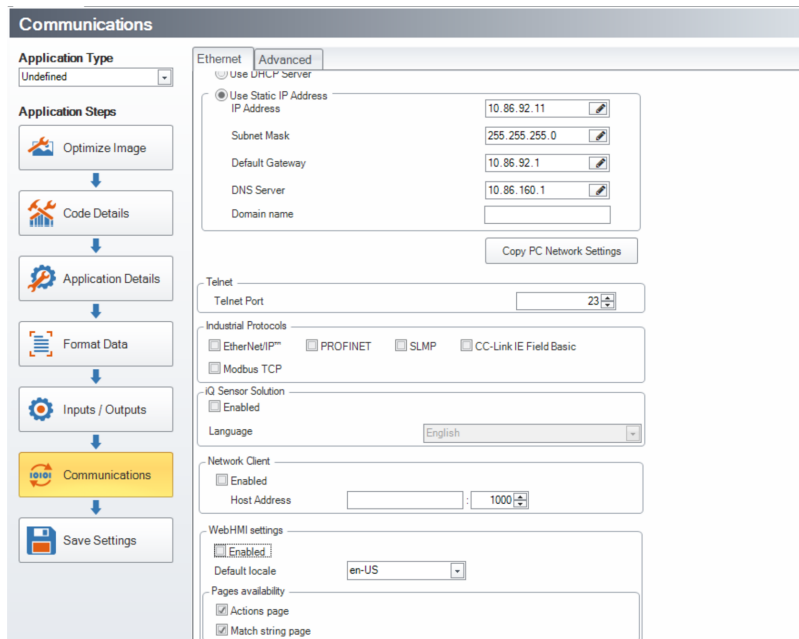 Communications
Application Type
Undefined
Application Steps
Optimize Image
Code Details
Application Details
Format Data
Inputs / Outputs
Communications
Save Settings
Ethernet Advanced
Use DHCP Server
Use Static IP Address
IP Address 10.86.92.11
Subnet Mask 255.255.255.0
Default Gateway 10.86.92.1
DNS Server 10.86.160.1
Domain name
Copy PC Network Settings
Telnet
Telnet Port 23
Industrial Protocols
EtherNet/IP™ PROFINET SLMP CC-Link IE Field Basic
Modbus TCP
iQ Sensor Solution
Enabled
Language English
Network Client
Enabled
Host Address : 1000
WebHMI settings
Enabled
Default locale en-US
Pages availability
Actions page
Match string page